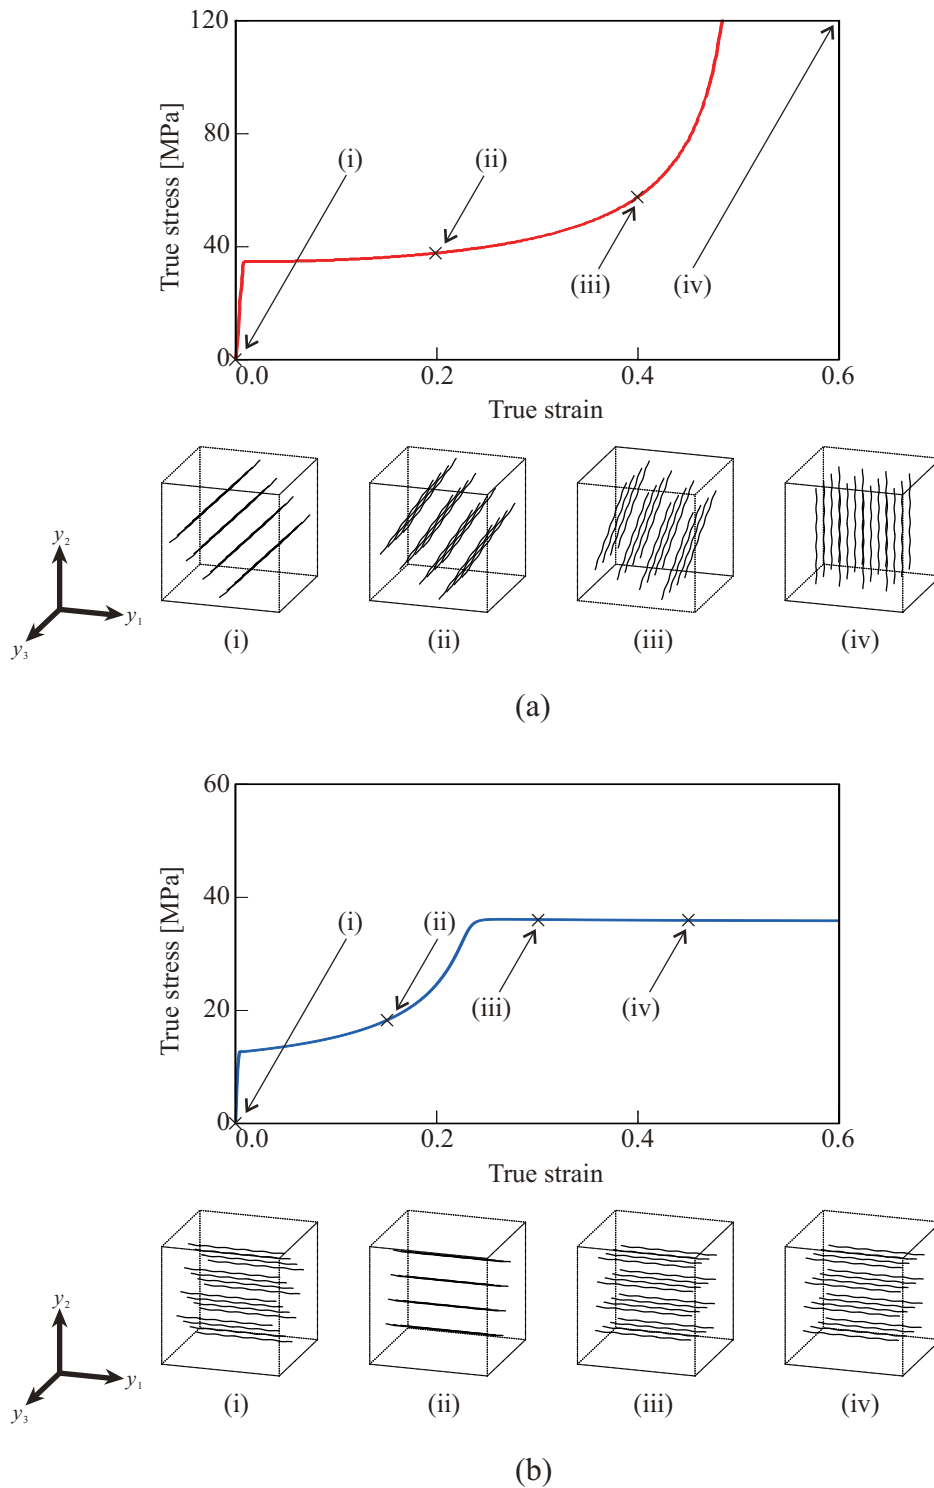 120
80
40
0
True stress [MPa]
(i)
(ii)
(iii)
(iv)
0.0
0.2
0.4
0.6
True strain
y2
y1
y3
(i)
(ii)
(iii)
(iv)
(a)
60
40
20
0
True stress [MPa]
(i)
(ii)
(iii)
(iv)
0.0
0.2
0.4
0.6
True strain
y2
y1
y3
(i)
(ii)
(iii)
(iv)
(b)